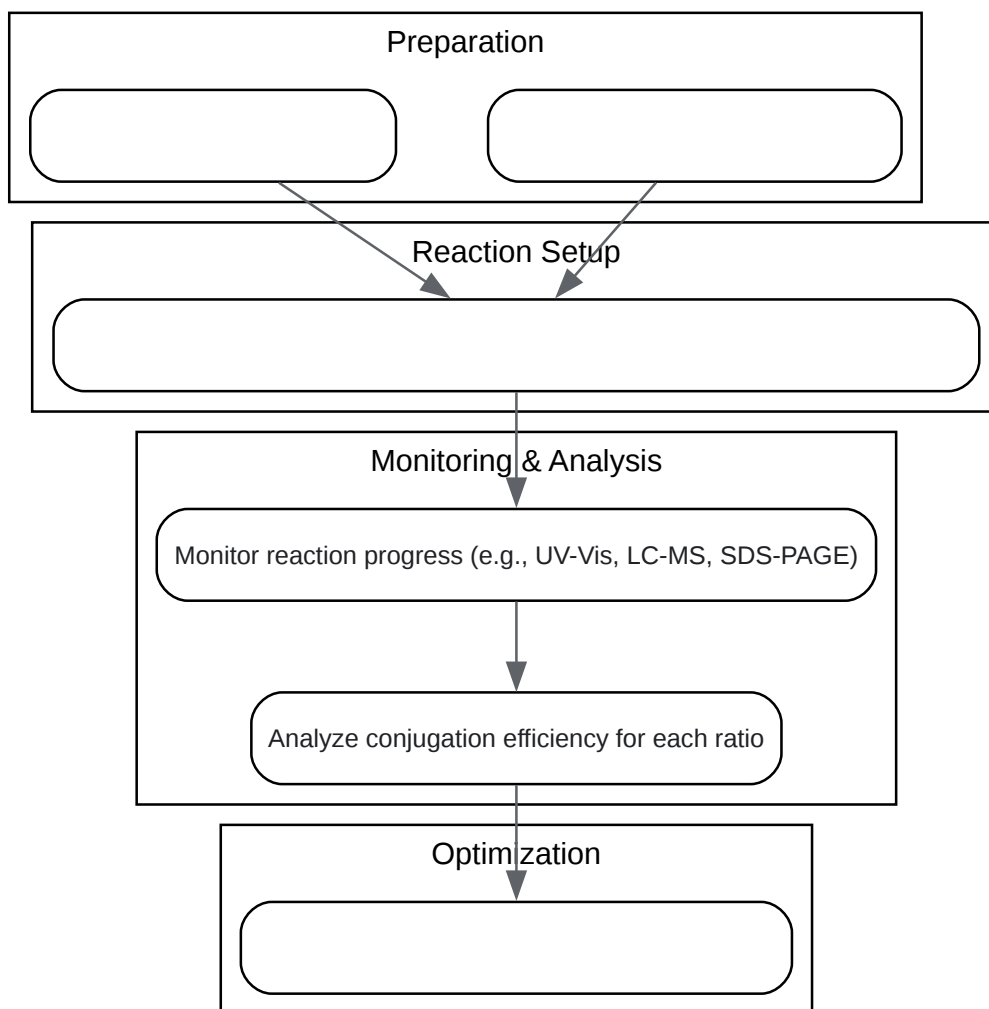 Preparation
Reaction Setup
Monitoring & Analysis
Monitor reaction progress (e.g., UV-Vis, LC-MS, SDS-PAGE)
Analyze conjugation efficiency for each ratio
Optimization